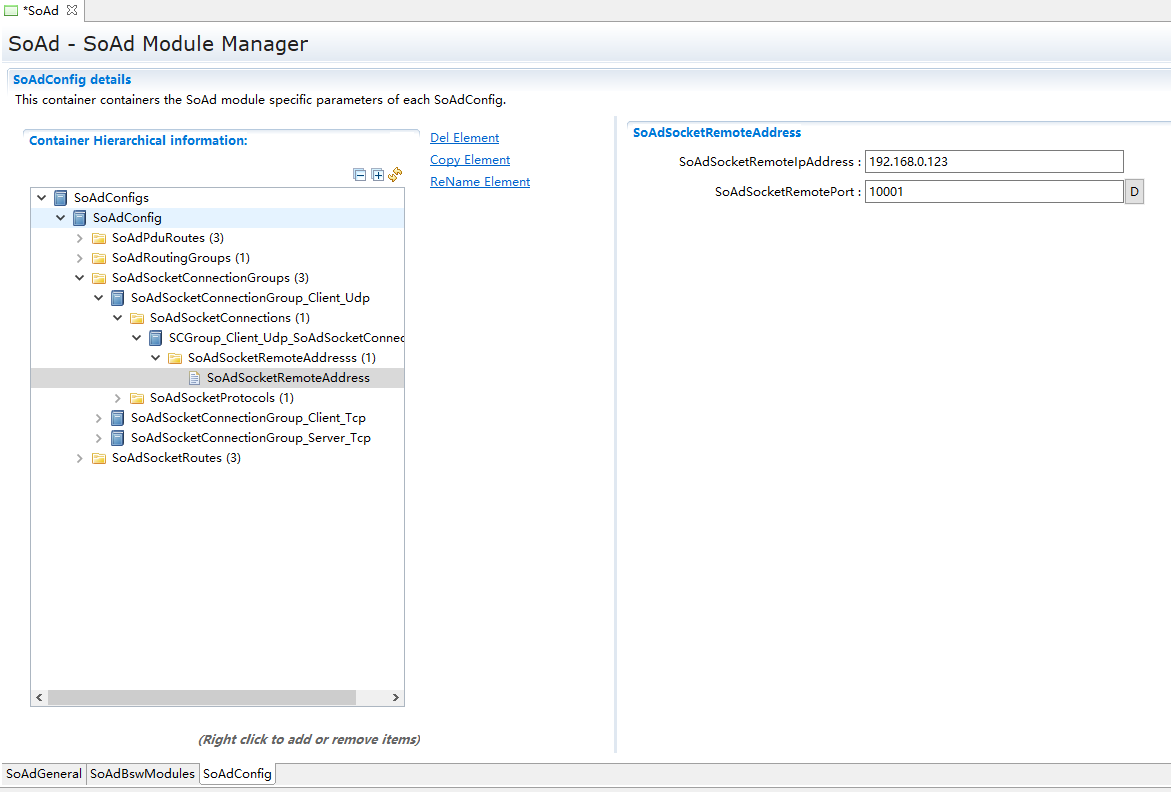 *SoAd
SoAd - SoAd Module Manager
SoAdConfig details
This container containers the SoAd module specific parameters of each SoAdConfig.
Container Hierarchical information:
SoAdConfigs
SoAdConfig
SoAdPduRoutes (3)
SoAdRoutingGroups (1)
SoAdSocketConnectionGroups (3)
SoAdSocketConnectionGroup_Client_Udp
SoAdSocketConnections (1)
SCGroup_Client_Udp_SoAdSocketConnec
SoAdSocketRemoteAddresss (1)
SoAdSocketRemoteAddress
SoAdSocketProtocols (1)
SoAdSocketConnectionGroup_Client_Tcp
SoAdSocketConnectionGroup_Server_Tcp
SoAdSocketRoutes (3)
(Right click to add or remove items)
Del Element
Copy Element
ReName Element
SoAdSocketRemoteAddress
SoAdSocketRemoteIpAddress : 192.168.0.123
SoAdSocketRemotePort : 10001 D
SoAdGeneral SoAdBswModules SoAdConfig